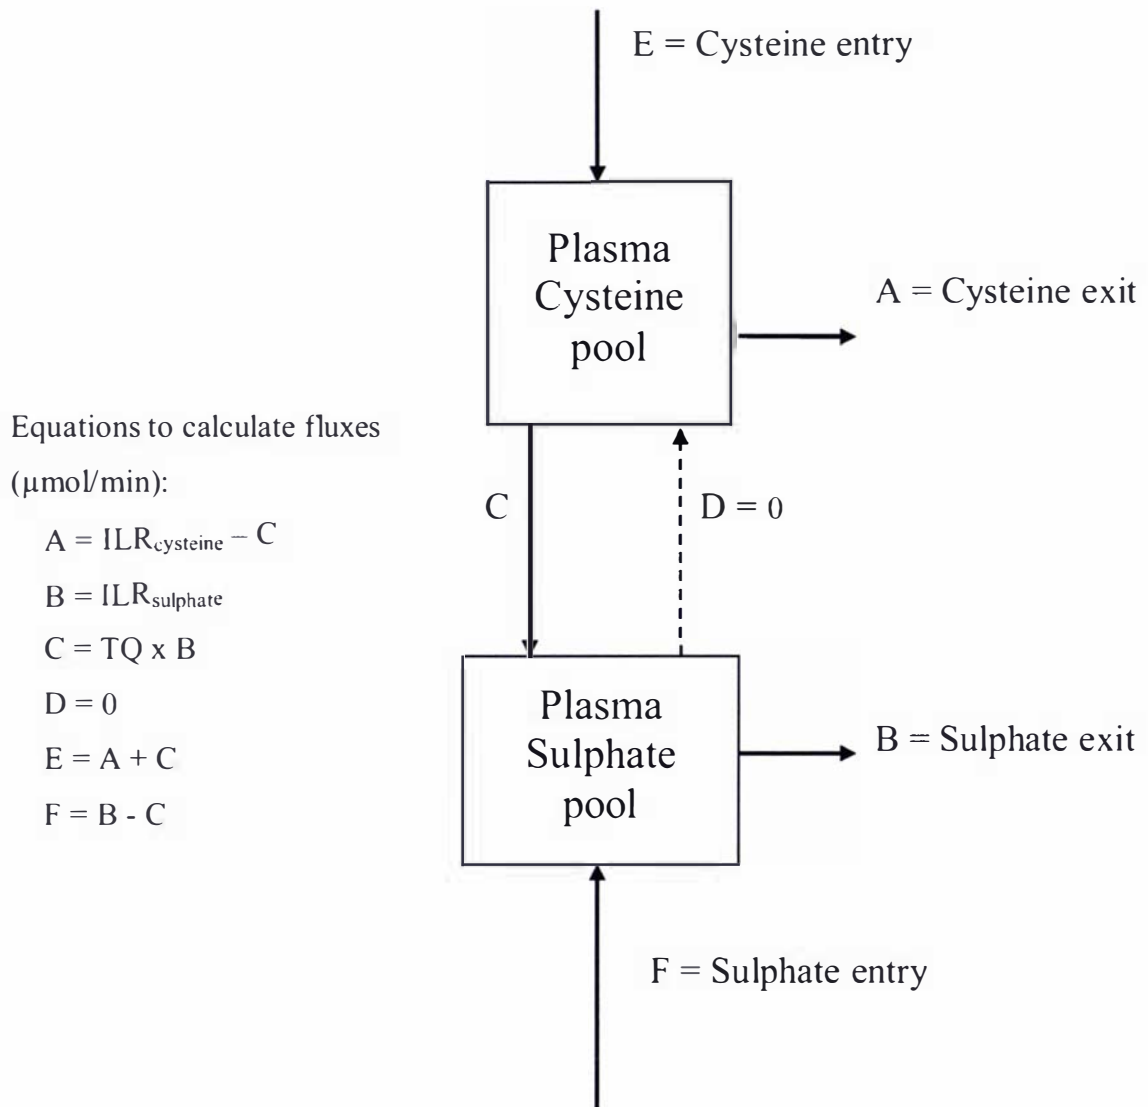 E = Cysteine entry
Plasma
Cysteine
pool
A = Cysteine exit
Equations to calculate fluxes
(μmol/min):
A = ILRcysteine – C
B = ILRsulphate
C = TQ x B
D = 0
E = A + C
F = B - C
C
D = 0
Plasma
Sulphate
pool
B = Sulphate exit
F = Sulphate entry